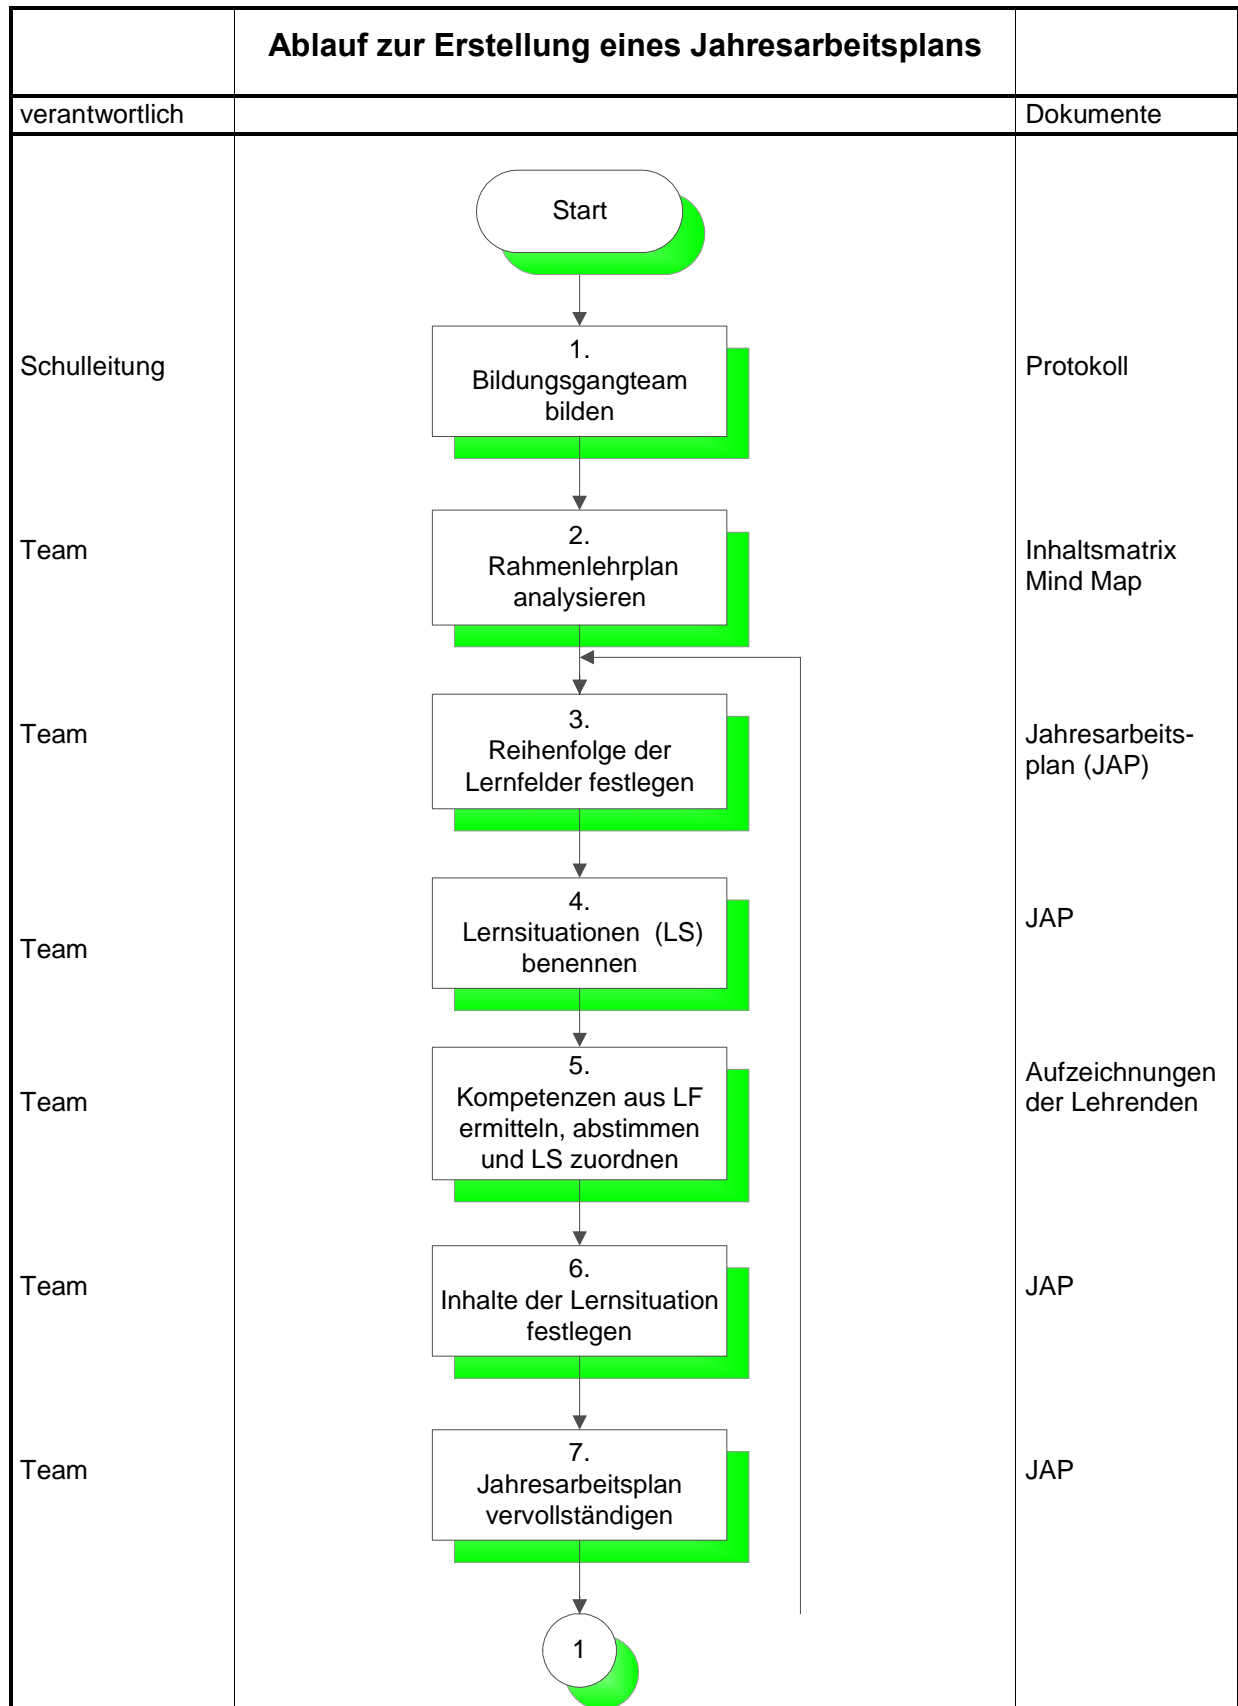 Ablauf zur Erstellung eines Jahresarbeitsplans
verantwortlich
Dokumente
Start
Schulleitung
1.
Bildungsgangteam
bilden
Protokoll
Team
2.
Rahmenlehrplan
analysieren
Inhaltsmatrix
Mind Map
Team
3.
Reihenfolge der
Lernfelder festlegen
Jahresarbeits-
plan (JAP)
Team
4.
Lernsituationen (LS)
benennen
JAP
Team
5.
Kompetenzen aus LF
ermitteln, abstimmen
und LS zuordnen
Aufzeichnungen
der Lehrenden
Team
6.
Inhalte der Lernsituation
festlegen
JAP
Team
7.
Jahresarbeitsplan
vervollständigen
JAP
1